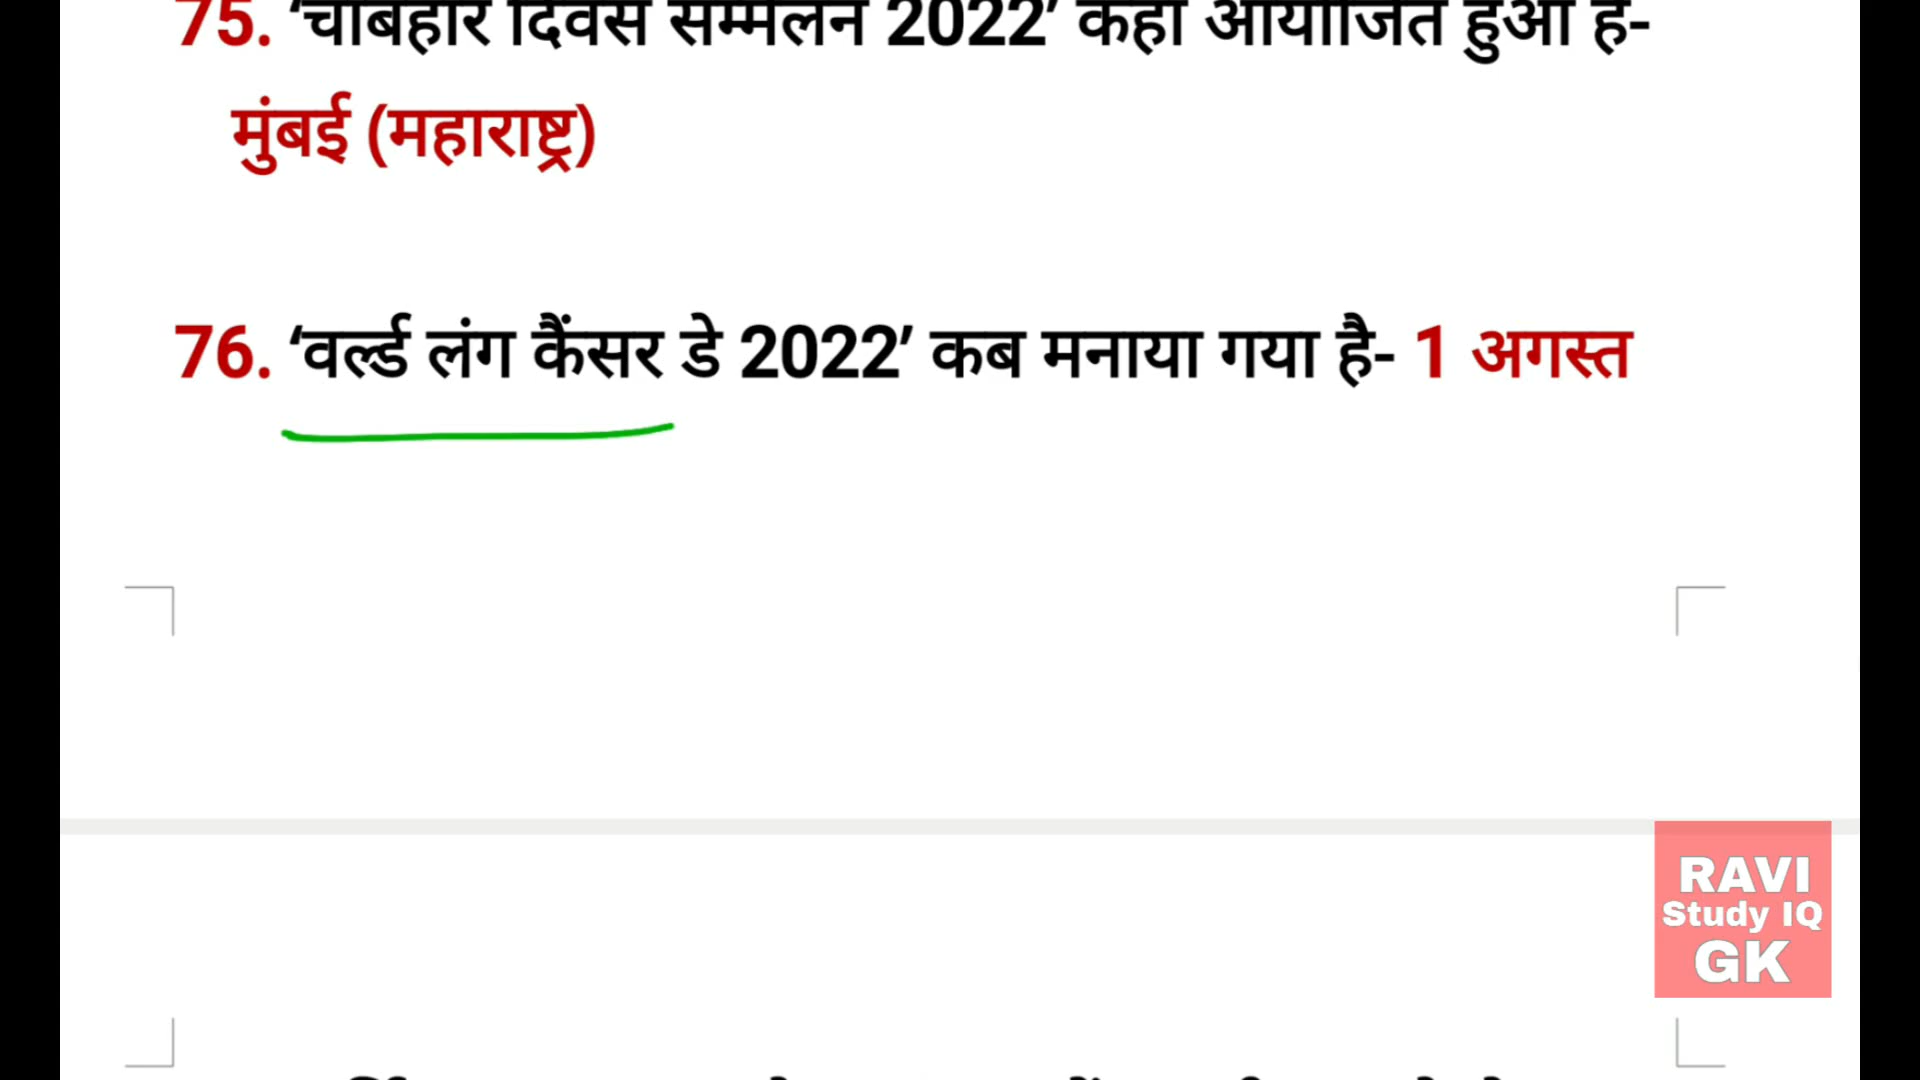 75. ‘चाबहार दिवस सम्मेलन 2022’ कहाँ आयोजित हुआ है-
मुंबई (महाराष्ट्र)
76. ‘वर्ल्ड लंग कैंसर डे 2022’ कब मनाया गया है- 1 अगस्त
RAVI
Study IQ
GK